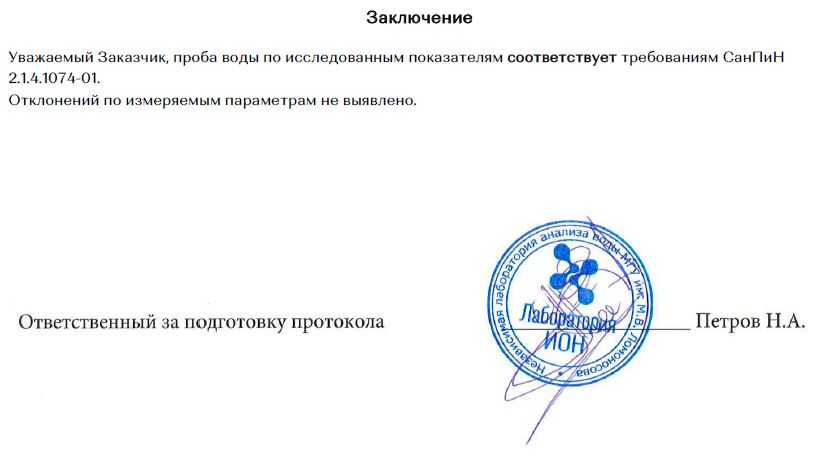 Заключение
Уважаемый Заказчик, проба воды по исследованным показателям соответствует требованиям СанПиН
2.1.4.1074-01.
Отклонений по измеряемым параметрам не выявлено.
Независимая лаборатория анализа воды МГУ им. М.В. Ломоносова
Лаборатория
ИОН
Ответственный за подготовку протокола
Петров Н.А.